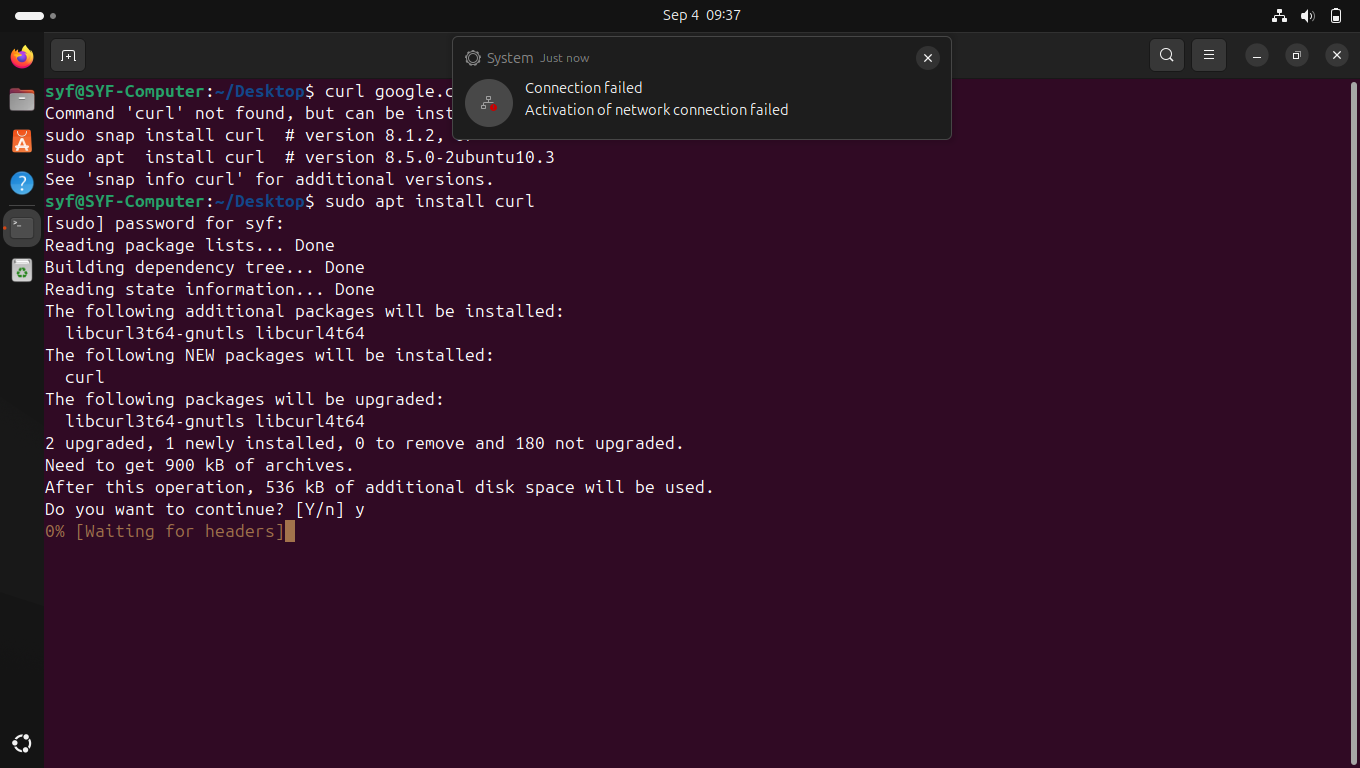 Sep 4 09:37
System Just now
Connection failed
Activation of network connection failed
syf@SYF-Computer:~/Desktop$ curl google.c
Command 'curl' not found, but can be inst
sudo snap install curl  # version 8.1.2,
sudo apt  install curl  # version 8.5.0-2ubuntu10.3
See 'snap info curl' for additional versions.
syf@SYF-Computer:~/Desktop$ sudo apt install curl
[sudo] password for syf:
Reading package lists... Done
Building dependency tree... Done
Reading state information... Done
The following additional packages will be installed:
  libcurl3t64-gnutls libcurl4t64
The following NEW packages will be installed:
  curl
The following packages will be upgraded:
  libcurl3t64-gnutls libcurl4t64
2 upgraded, 1 newly installed, 0 to remove and 180 not upgraded.
Need to get 900 kB of archives.
After this operation, 536 kB of additional disk space will be used.
Do you want to continue? [Y/n] y
0% [Waiting for headers]